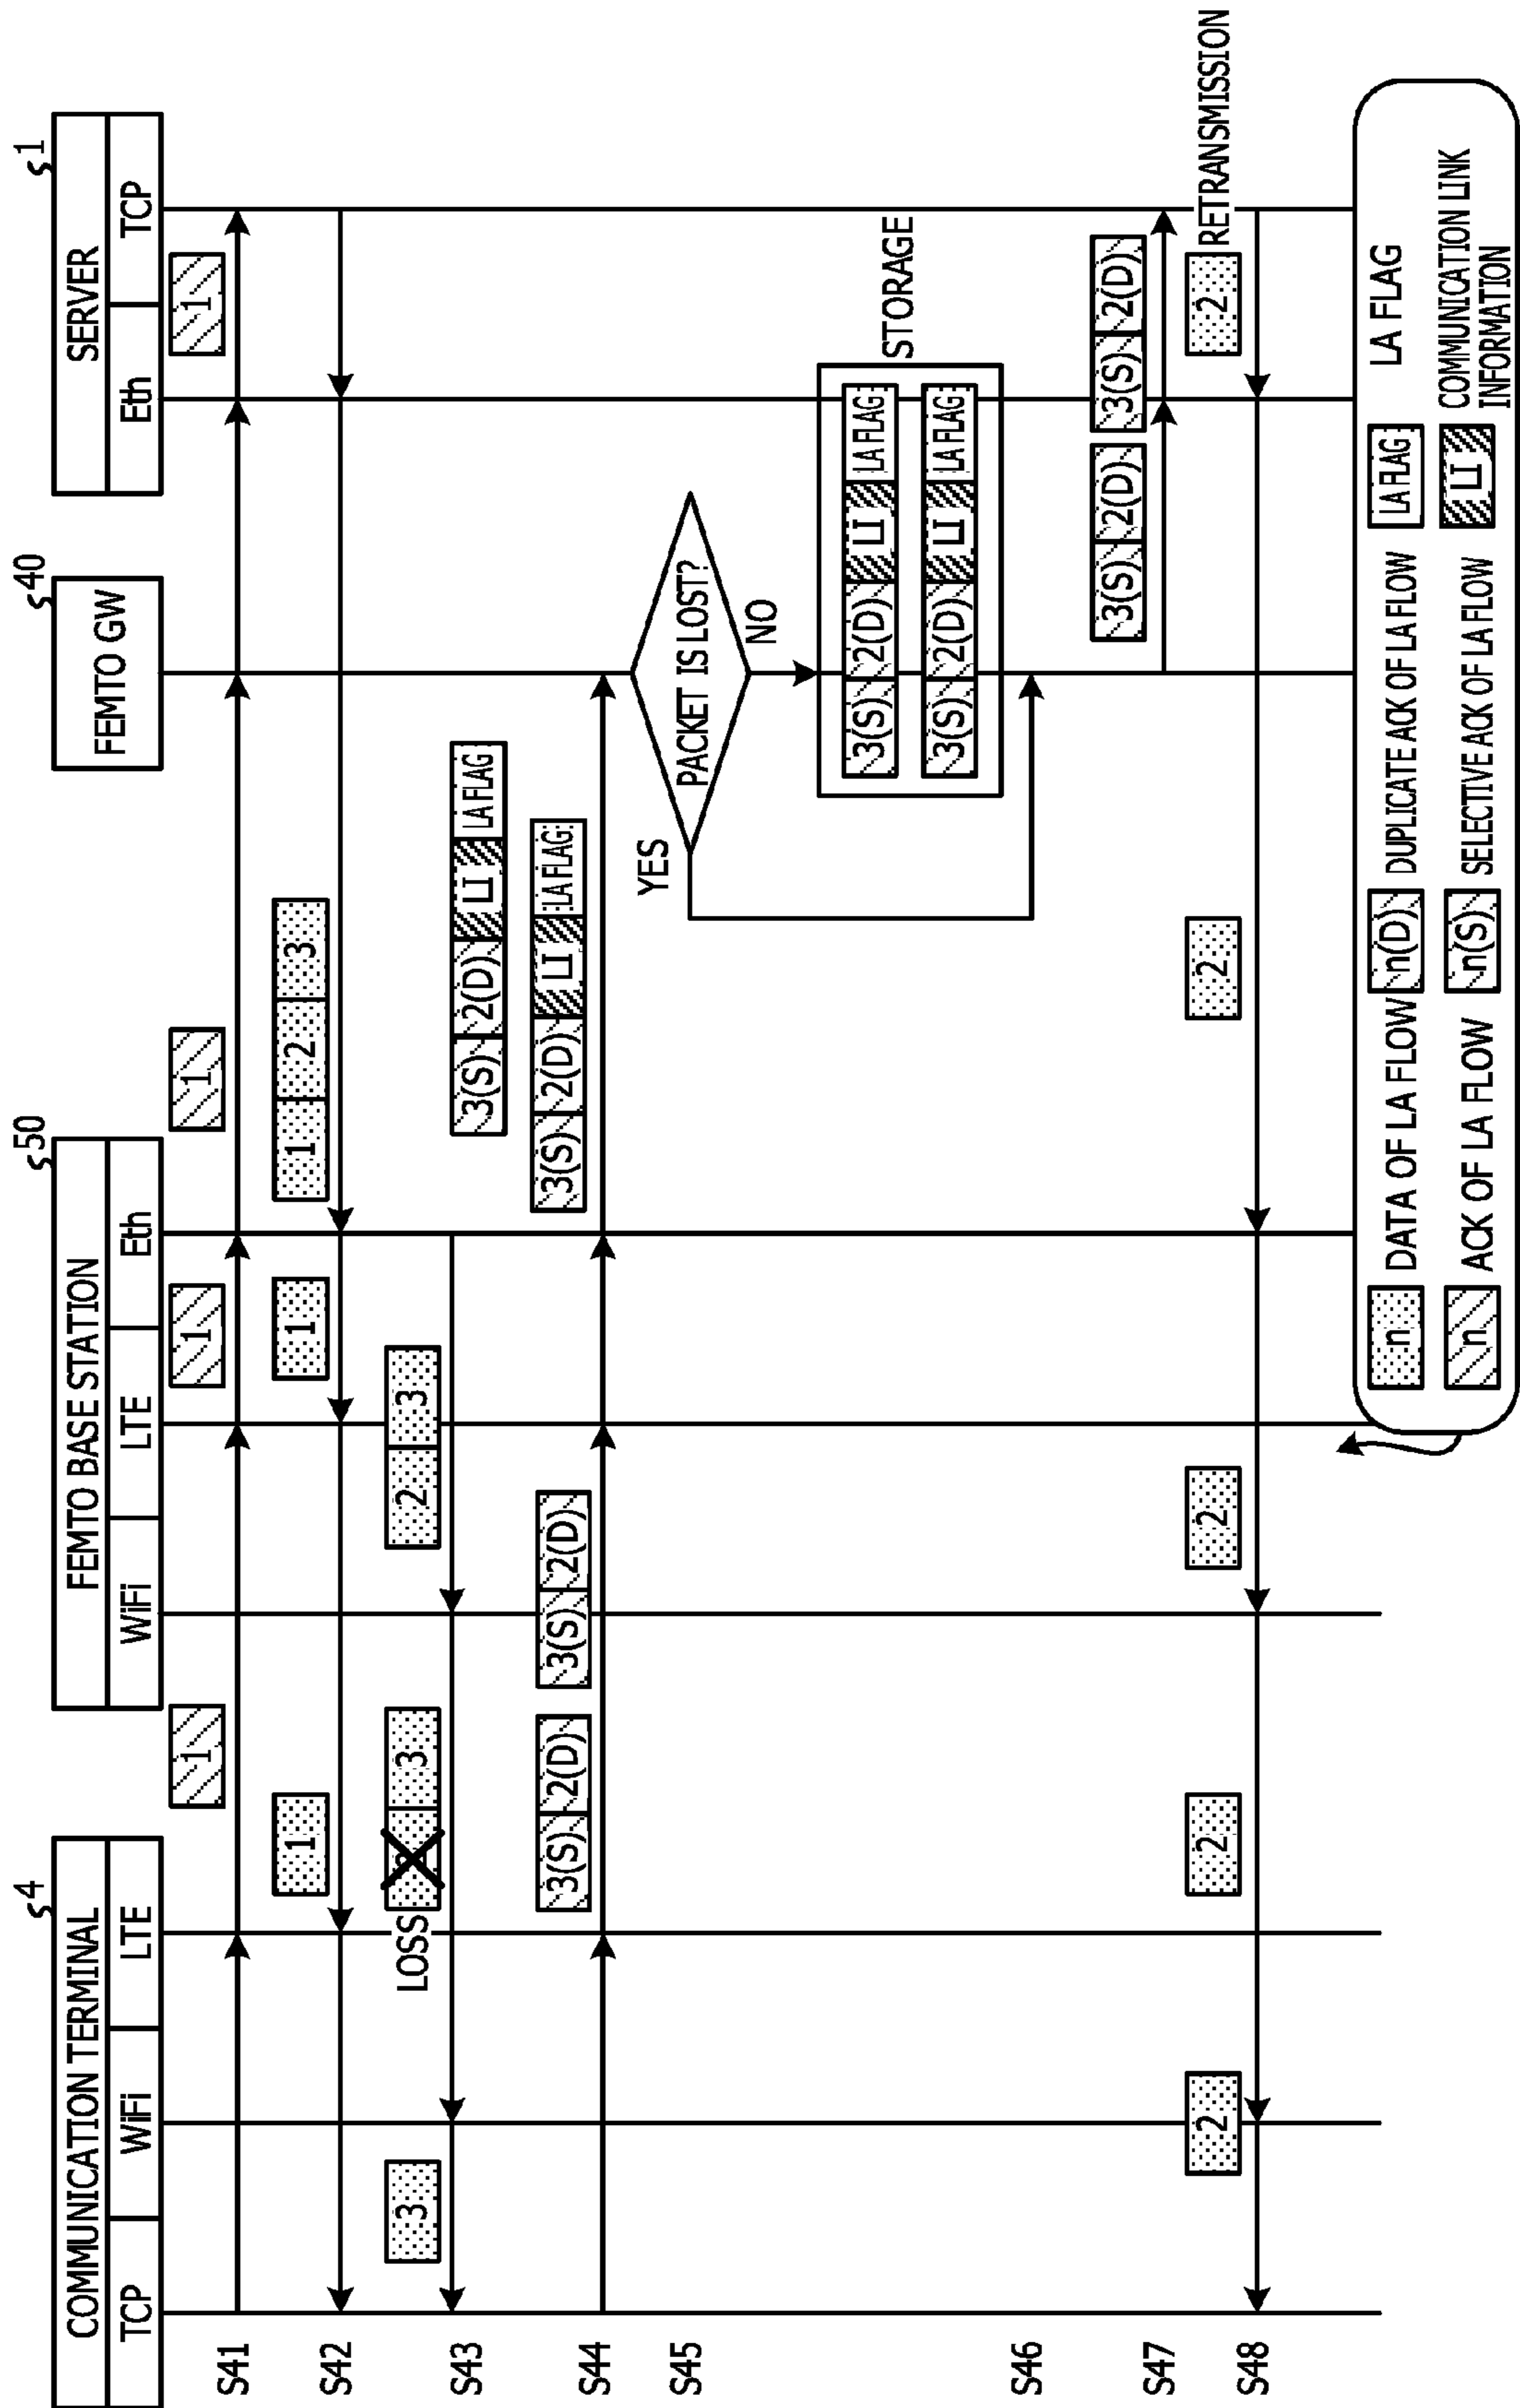 COMMUNICATION TERMINAL 4
TCP WiFi LTE
FEMTO BASE STATION 50
WiFi LTE Eth
FEMTO GW 40
SERVER 1
Eth TCP
S41
1 1 1 1
S42
1 1 1 2 3
S43
3 LOSS 3 2 3
3(S) 2(D) LI LA FLAG
S44
3(S) 2(D) 3(S) 2(D) 3(S) 2(D) LI LA FLAG
S45
YES
PACKET IS LOST?
NO
3(S) 2(D) LI LA FLAG
3(S) 2(D) LI LA FLAG
STORAGE
S46
S47
3(S) 2(D) 3(S) 2(D)
S48
2 2 2 2 2 RETRANSMISSION
n DATA OF LA FLOW n(D) DUPLICATE ACK OF LA FLOW LA FLAG LA FLAG
n ACK OF LA FLOW n(S) SELECTIVE ACK OF LA FLOW LI COMMUNICATION LINK
INFORMATION